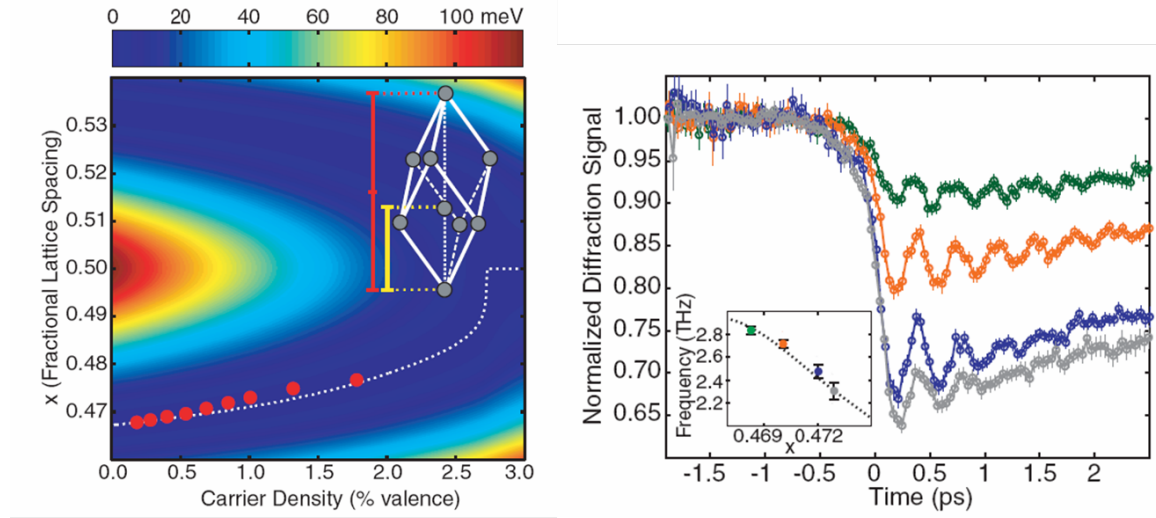 0 20 40 60 80 100 meV
x (Fractional Lattice Spacing)
0.53
0.52
0.51
0.50
0.49
0.48
0.47
0.0 0.5 1.0 1.5 2.0 2.5 3.0
Carrier Density (% valence)
Normalized Diffraction Signal
1.00
0.95
0.90
0.85
0.80
0.75
0.70
0.65
Frequency (THz)
2.8
2.6
2.4
2.2
0.469 0.472
x
-1.5 -1 -0.5 0 0.5 1 1.5 2
Time (ps)